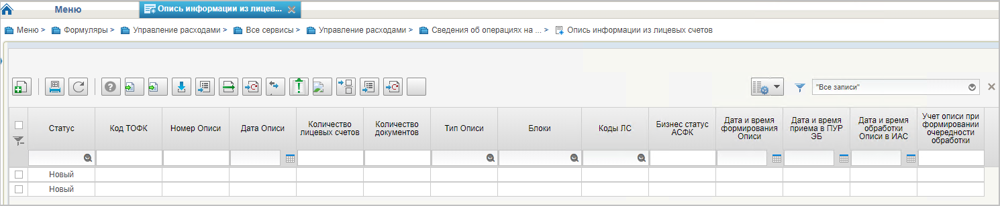 Меню
Опись информации из лицев...
Меню > Формуляры > Управление расходами > Все сервисы > Управление расходами > Сведения об операциях на ... > Опись информации из лицевых счетов
"Все записи"
Статус
Код ТОФК
Номер Описи
Дата Описи
Количество
лицевых счетов
Количество
документов
Тип Описи
Блоки
Коды ЛС
Бизнес статус
АСФК
Дата и время
формирования
Описи
Дата и время
приема в ПУР
ЭБ
Дата и время
обработки
Описи в ИАС
Учет описи при
формировании
очередности
обработки
Новый
Новый